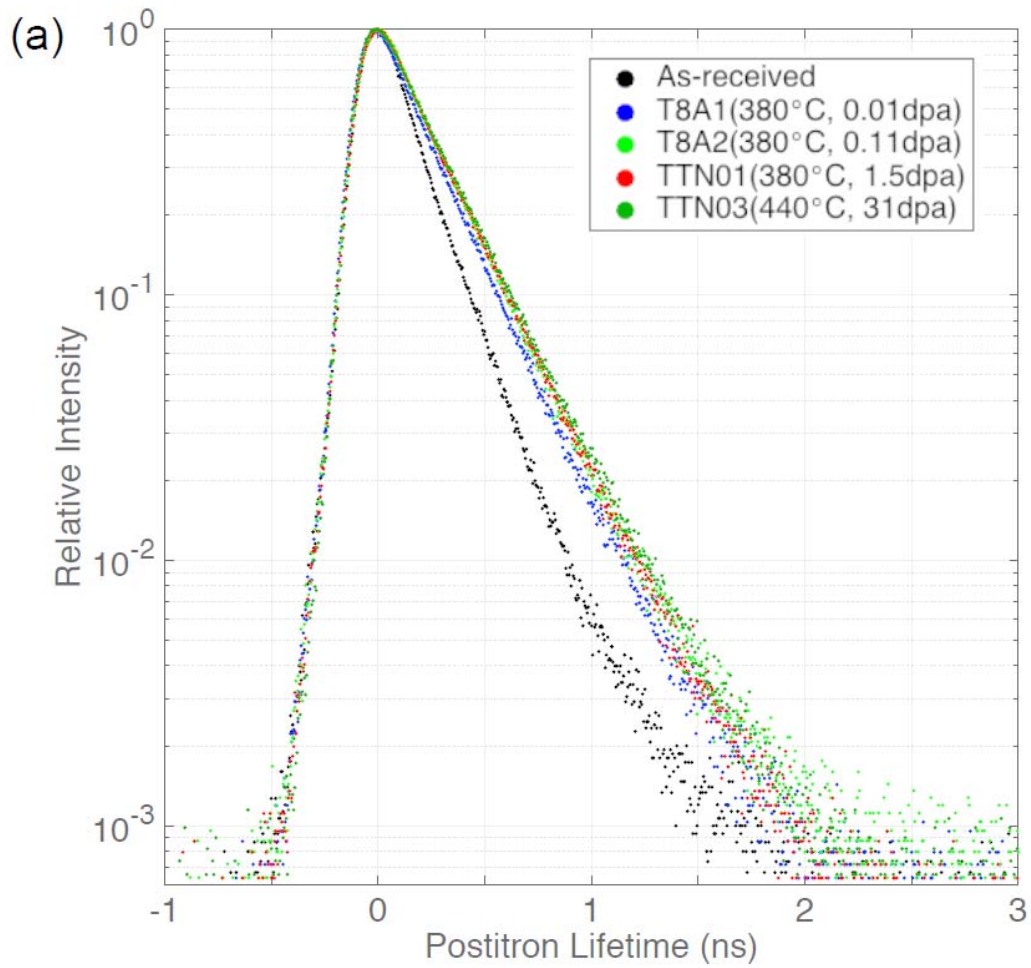 (a)
As-received
T8A1(380°C, 0.01dpa)
T8A2(380°C, 0.11dpa)
TTN01(380°C, 1.5dpa)
TTN03(440°C, 31dpa)
Relative Intensity
10^0
10^-1
10^-2
10^-3
-1 0 1 2 3
Postitron Lifetime (ns)